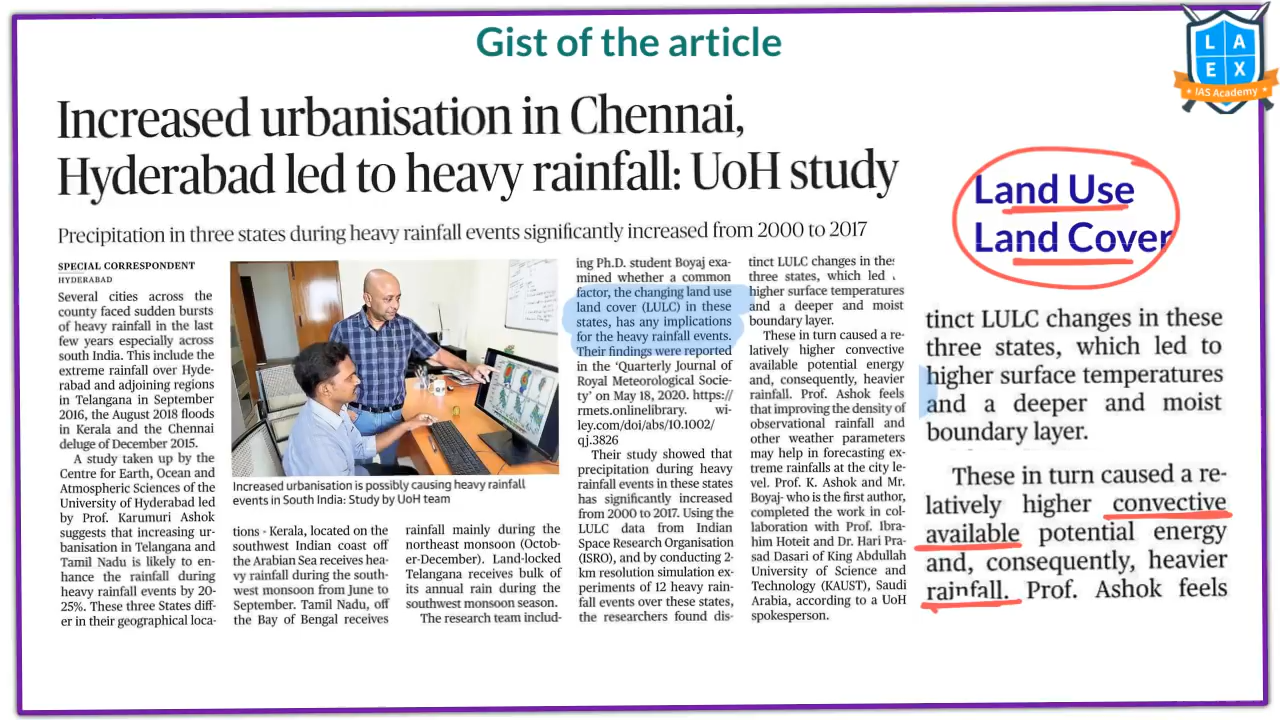 Gist of the article
L A
E X
IAS Academy
Increased urbanisation in Chennai,
Hyderabad led to heavy rainfall: UoH study
Precipitation in three states during heavy rainfall events significantly increased from 2000 to 2017
SPECIAL CORRESPONDENT
HYDERABAD
Several cities across the
county faced sudden bursts
of heavy rainfall in the last
few years especially across
south India. This include the
extreme rainfall over Hyde-
rabad and adjoining regions
in Telangana in September
2016, the August 2018 floods
in Kerala and the Chennai
deluge of December 2015.
A study taken up by the
Centre for Earth, Ocean and
Atmospheric Sciences of the
University of Hyderabad led
by Prof. Karumuri Ashok
suggests that increasing ur-
banisation in Telangana and
Tamil Nadu is likely to en-
hance the rainfall during
heavy rainfall events by 20-
25%. These three States diff-
er in their geographical loca-
Increased urbanisation is possibly causing heavy rainfall
events in South India: Study by UoH team
tions - Kerala, located on the
southwest Indian coast off
the Arabian Sea receives hea-
vy rainfall during the south-
west monsoon from June to
September. Tamil Nadu, off
the Bay of Bengal receives
rainfall mainly during the
northeast monsoon (Octob-
er-December). Land-locked
Telangana receives bulk of
its annual rain during the
southwest monsoon season.
The research team includ-
ing Ph.D. student Boyaj exa-
mined whether a common
factor, the changing land use
land cover (LULC) in these
states, has any implications
for the heavy rainfall events.
Their findings were reported
in the 'Quarterly Journal of
Royal Meteorological Socie-
ty' on May 18, 2020. https://
rmets.onlinelibrary. wi-
ley.com/doi/abs/10.1002/
qj.3826
Their study showed that
precipitation during heavy
rainfall events in these states
has significantly increased
from 2000 to 2017. Using the
LULC data from Indian
Space Research Organisation
(ISRO), and by conducting 2-
km resolution simulation ex-
periments of 12 heavy rain-
fall events over these states,
the researchers found dis-
tinct LULC changes in these
three states, which led
higher surface temperatures
and a deeper and moist
boundary layer.
These in turn caused a re-
latively higher convective
available potential energy
and, consequently, heavier
rainfall. Prof. Ashok feels
that improving the density of
observational rainfall and
other weather parameters
may help in forecasting ex-
treme rainfalls at the city le-
vel. Prof. K. Ashok and Mr.
Boyaj- who is the first author,
completed the work in col-
laboration with Prof. Ibra-
him Hoteit and Dr. Hari Pra-
sad Dasari of King Abdullah
University of Science and
Technology (KAUST), Saudi
Arabia, according to a UoH
spokesperson.
Land Use
Land Cover
tinct LULC changes in these
three states, which led to
higher surface temperatures
and a deeper and moist
boundary layer.
These in turn caused a re-
latively higher convective
available potential energy
and, consequently, heavier
rainfall. Prof. Ashok feels